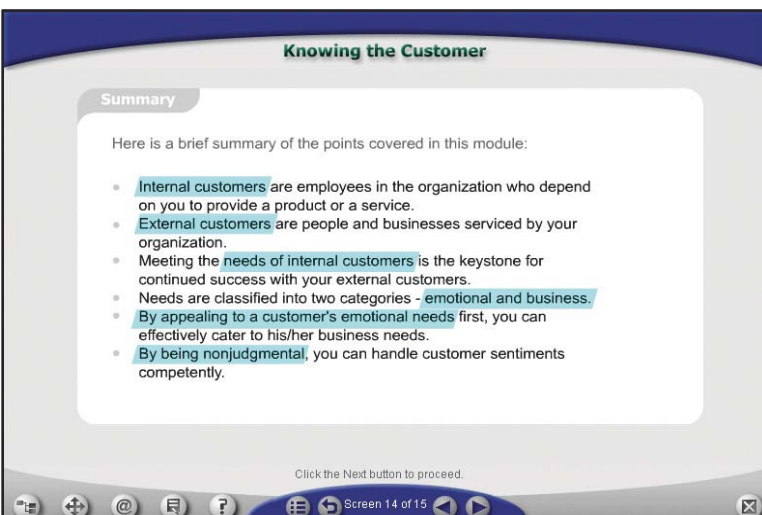 Knowing the Customer
Summary
Here is a brief summary of the points covered in this module:
Internal customers are employees in the organization who depend
on you to provide a product or a service.
External customers are people and businesses serviced by your
organization.
Meeting the needs of internal customers is the keystone for
continued success with your external customers.
Needs are classified into two categories - emotional and business.
By appealing to a customer's emotional needs first, you can
effectively cater to his/her business needs.
By being nonjudgmental, you can handle customer sentiments
competently.
Click the Next button to proceed.
@ ? Screen 14 of 15